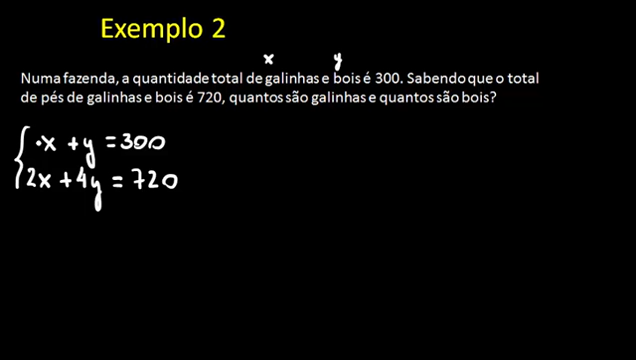 Exemplo 2
x y
Numa fazenda, a quantidade total de galinhas e bois é 300. Sabendo que o total
de pés de galinhas e bois é 720, quantos são galinhas e quantos são bois?
x + y = 300
2x + 4y = 720